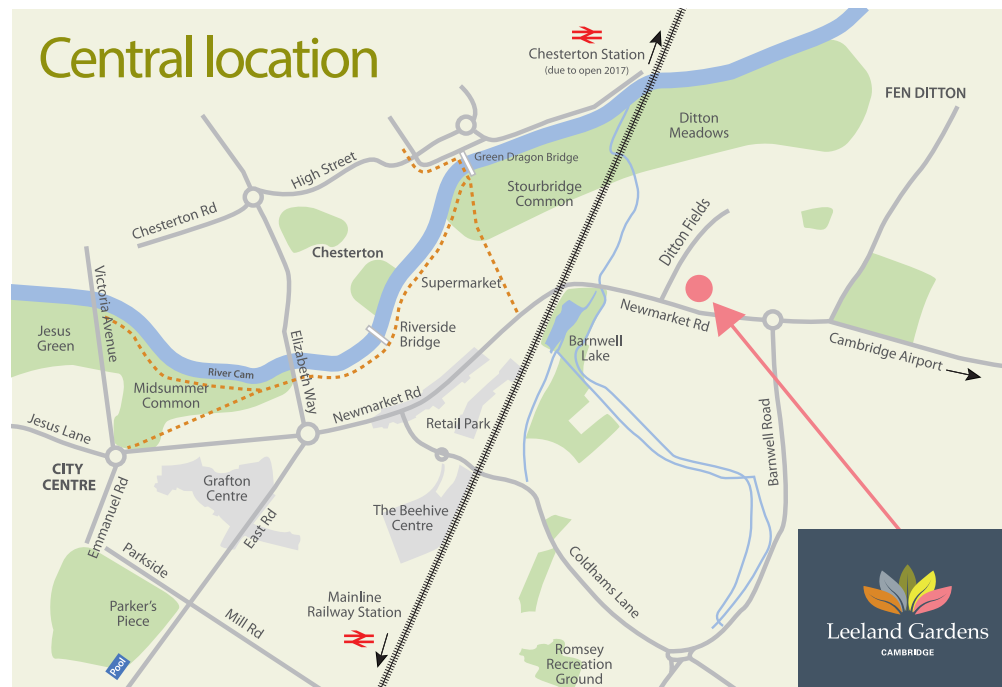 Central location
Chesterton Station
(due to open 2017)
FEN DITTON
Ditton
Meadows
Green Dragon Bridge
High Street
Stourbridge
Common
Chesterton Rd
Ditton Fields
Chesterton
Supermarket
Victoria Avenue
Newmarket Rd
Jesus
Green
Riverside
Bridge
Elizabeth Way
Barnwell
Lake
Cambridge Airport
River Cam
Midsummer
Common
Newmarket Rd
Retail Park
Jesus Lane
Barnwell Road
CITY
CENTRE
Grafton
Centre
Emmanuel Rd
East Rd
The Beehive
Centre
Parkside
Coldhams Lane
Mainline
Railway Station
Parker's
Piece
Mill Rd
Pool
Romsey
Recreation
Ground
Leeland Gardens
CAMBRIDGE